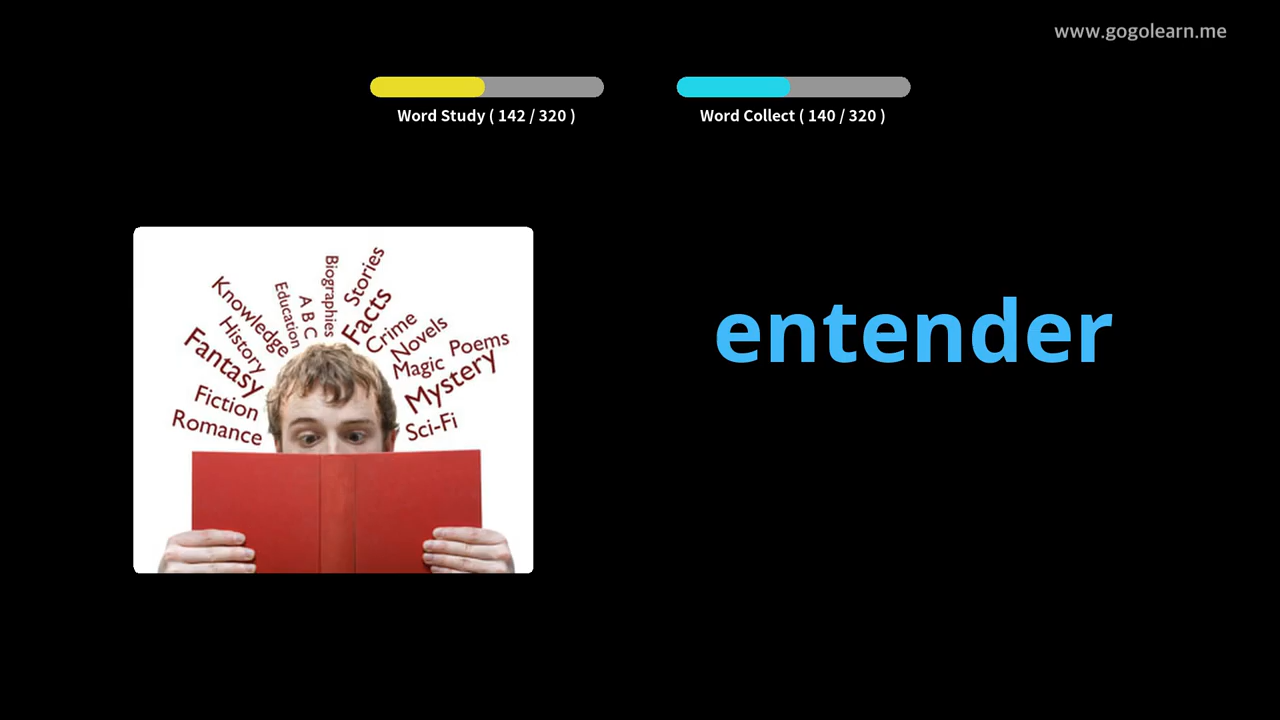 www.gogolearn.me
Word Study ( 142 / 320 )
Word Collect ( 140 / 320 )
entender
Romance
Fiction
Fantasy
History
Knowledge
Education
A B C
Biographies
Stories
Facts
Crime
Novels
Magic
Poems
Mystery
Sci-Fi